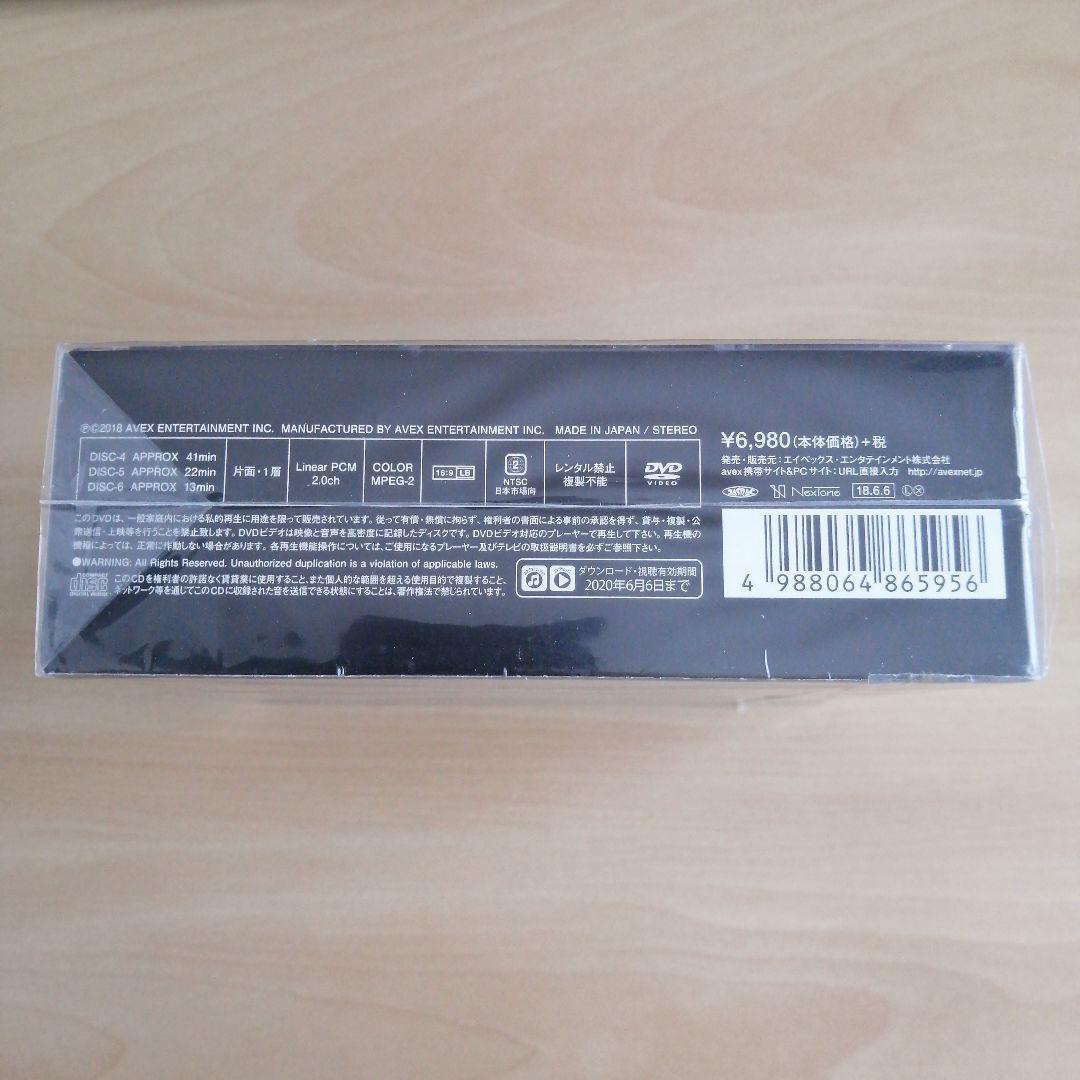 ℗©2018 AVEX ENTERTAINMENT INC. MANUFACTURED BY AVEX ENTERTAINMENT INC. MADE IN JAPAN / STEREO
DISC-4 APPROX 41min
DISC-5 APPROX 22min
DISC-6 APPROX 13min
片面・1層
Linear PCM
2.0ch
COLOR
MPEG-2
16:9 LB
2
NTSC
日本市場向
レンタル禁止
複製不能
DVD
VIDEO
¥6,980(本体価格)+税
発売・販売元:エイベックス・エンタテインメント株式会社
avex携帯サイト&PCサイト:URL直接入力 http://avexnet.jp
JASRAC NexTone 18.6.6 Ⓛ Ⓧ
このDVDは、一般家庭内における私的再生に用途を限って販売されています。従って有償・無償に拘らず、権利者の書面による事前の承認を得ず、貸与・複製・公
衆送信・上映等を行うことを禁止致します。DVDビデオは映像と音声を高密度に記録したディスクです。DVDビデオ対応のプレーヤーで再生して下さい。再生機の
機種によっては、正常に作動しない場合があります。各再生機能操作については、ご使用になるプレーヤー及びテレビの取扱説明書を必ずご参照下さい。
●WARNING: All Rights Reserved. Unauthorized duplication is a violation of applicable laws.
COMPACT
disc
DIGITAL AUDIO
このCDを権利者の許諾なく賃貸業に使用すること、また個人的な範囲を超える使用目的で複製すること、
ネットワーク等を通じてこのCDに収録された音を送信できる状態にすることは、著作権法で禁じられています。
ダウンロード・視聴有効期間
2020年6月6日まで
4 988064 865956